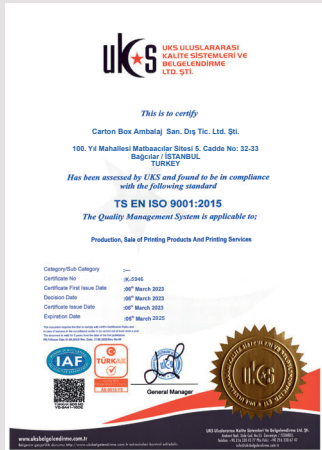 uks
UKS ULUSLARARASI
KALİTE SİSTEMLERİ VE
BELGELENDİRME
LTD. ŞTİ.
This is to certify
Carton Box Ambalaj San. Dış Tic. Ltd. Şti.
100. Yıl Mahallesi Matbaacılar Sitesi 5. Cadde No: 32-33
Bağcılar / İSTANBUL
TURKEY
Has been assessed by UKS and found to be in compliance
with the following standard
TS EN ISO 9001:2015
The Quality Management System is applicable to;
Production, Sale of Printing Products And Printing Services
Category/Sub Category :---
Certificate No :K-5946
Certificate First Issue Date :06th March 2023
Decision Date :06th March 2023
Certificate Issue Date :06th March 2023
Expiration Date :05th March 2025
IAF
TÜRKAK
General Manager
uks
www.uksbelgelendirme.com.tr